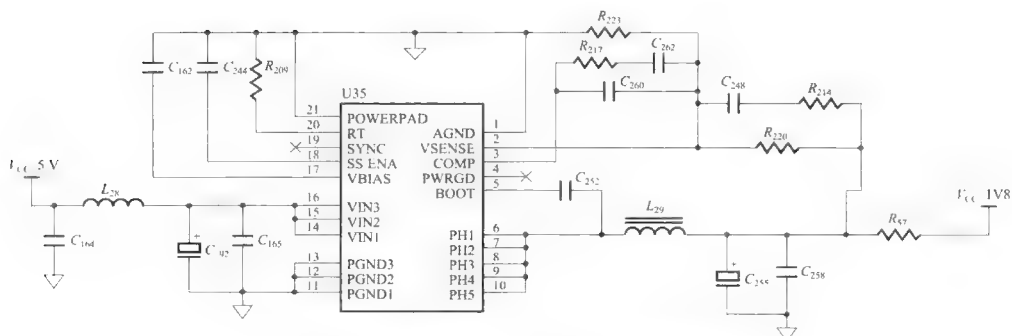 R223
R217
C262
C260
C162
C244
R209
C248
R214
R220
U35
21
POWERPAD
20
RT
19
SYNC
18
SS ENA
17
VBIAS
AGND
1
VSENSE
2
COMP
3
PWRGD
4
BOOT
5
C252
VCC 5 V
L28
C164
C192
C165
16
VIN3
15
VIN2
14
VIN1
13
PGND3
12
PGND2
11
PGND1
PH1
6
PH2
7
PH3
8
PH4
9
PH5
10
L29
C255
C258
R57
VCC 1V8